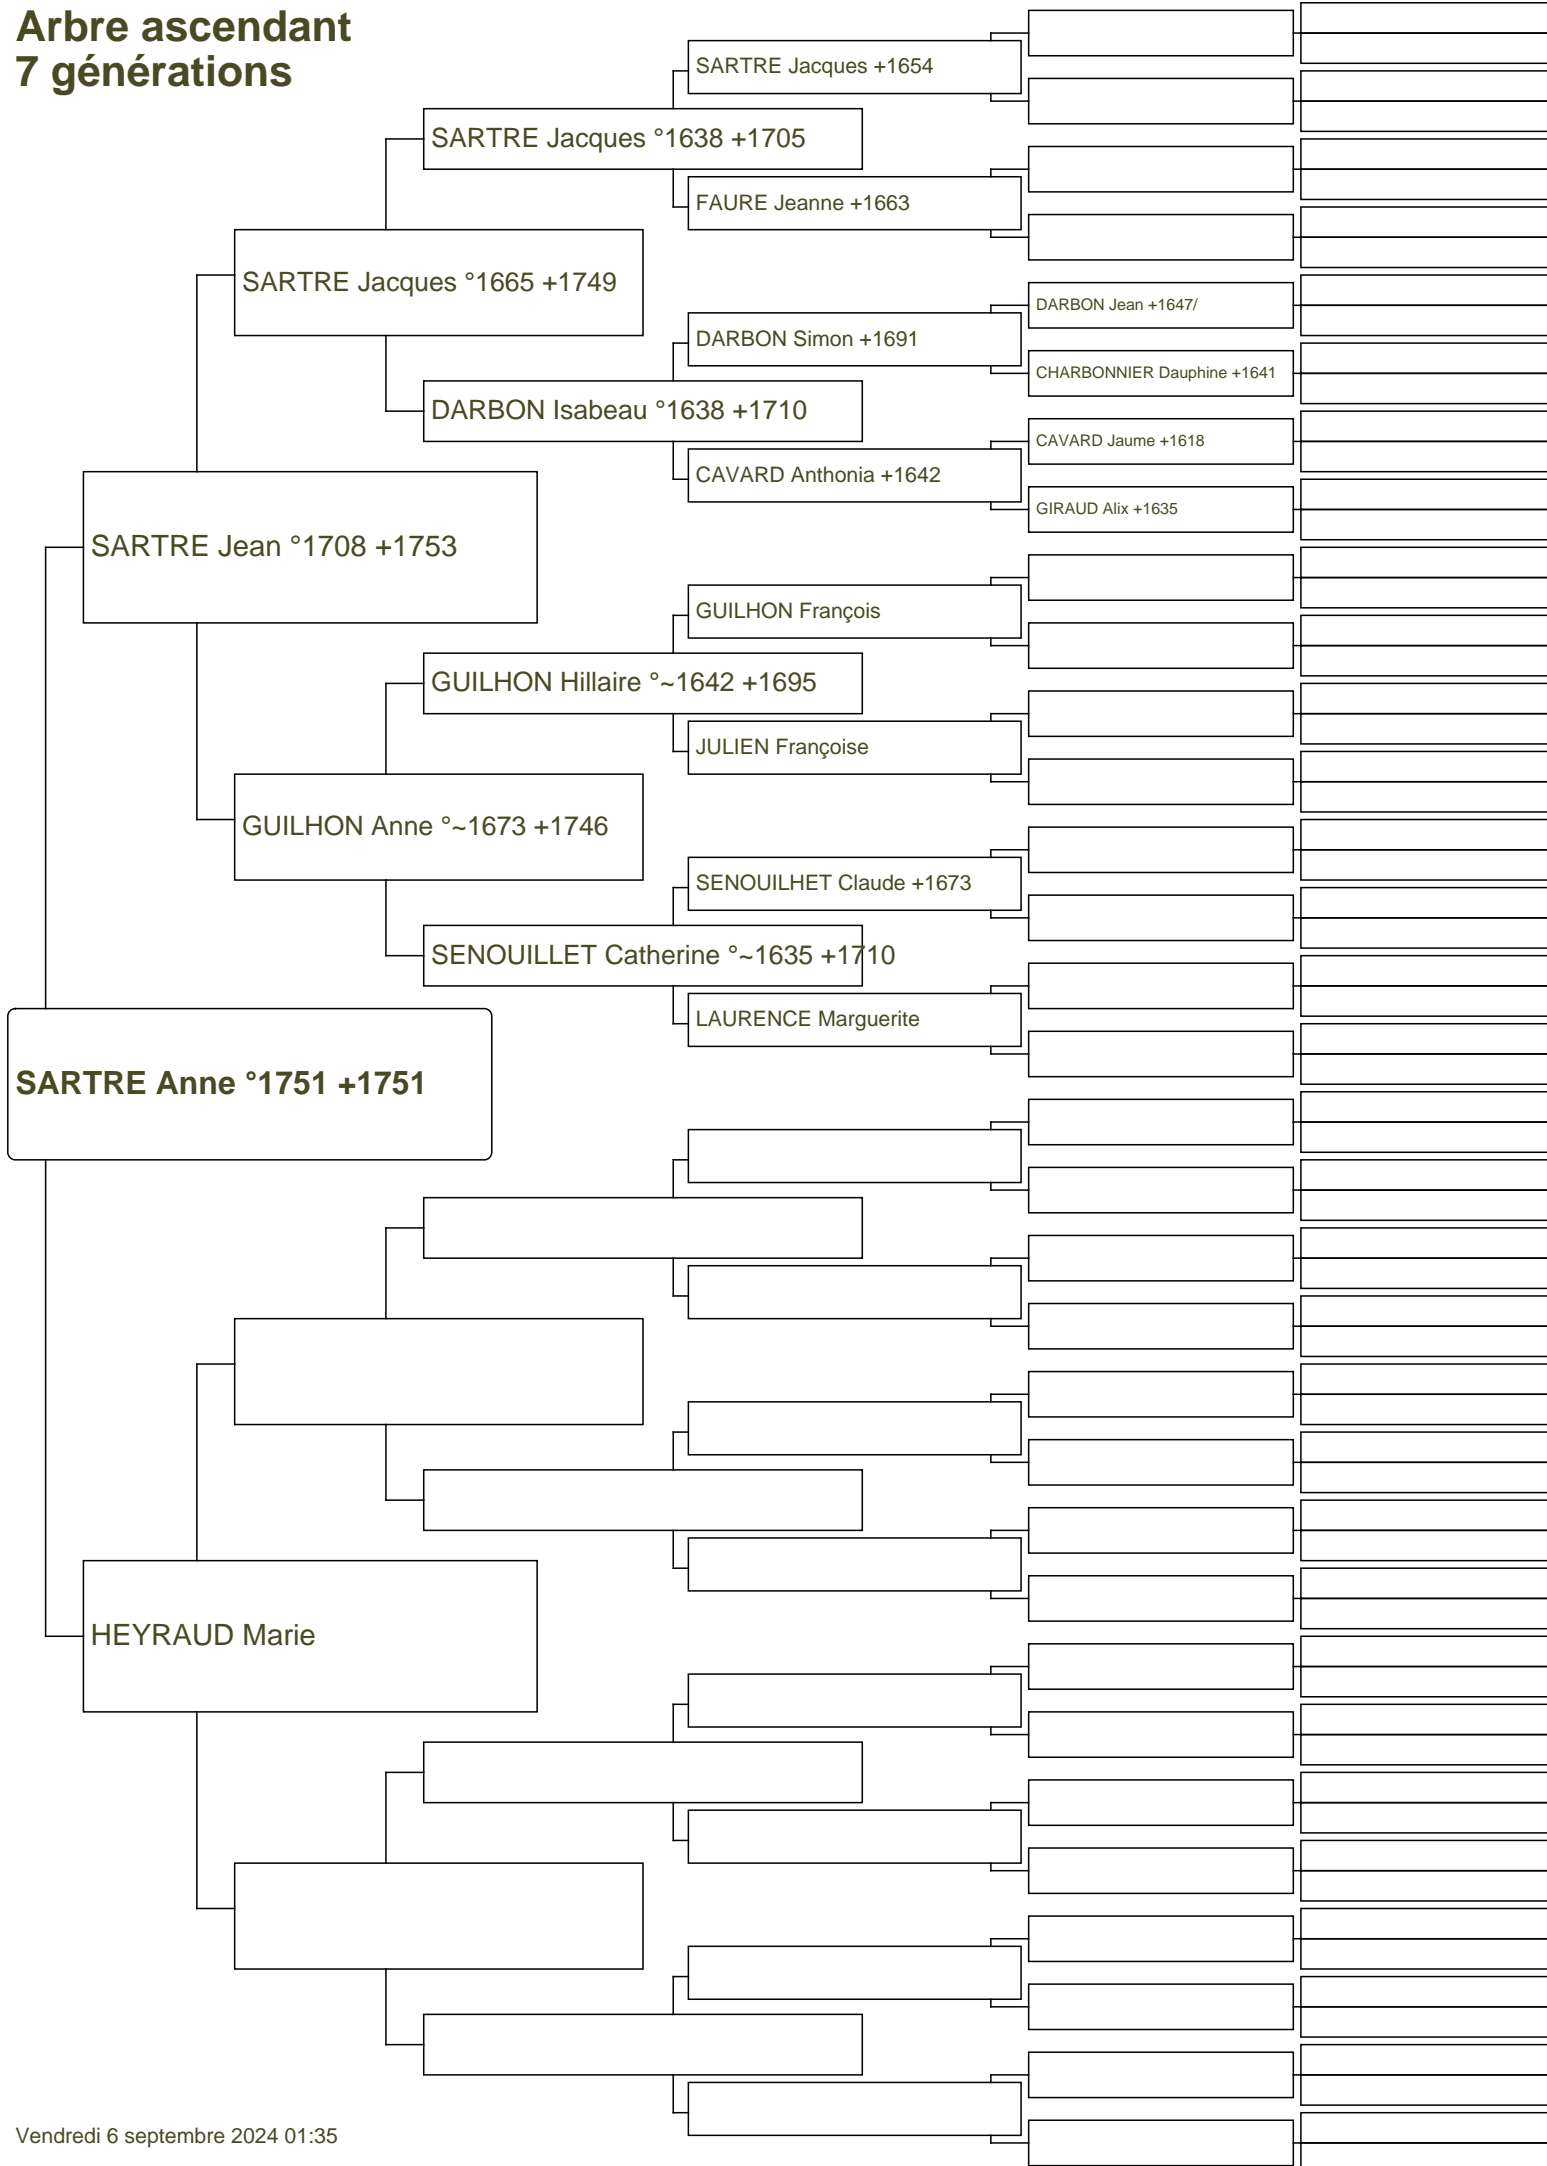 Arbre ascendant
7 générations
SARTRE Jacques +1654
SARTRE Jacques °1638 +1705
FAURE Jeanne +1663
SARTRE Jacques °1665 +1749
DARBON Jean +1647/
DARBON Simon +1691
CHARBONNIER Dauphine +1641
DARBON Isabeau °1638 +1710
CAVARD Jaume +1618
CAVARD Anthonia +1642
GIRAUD Alix +1635
SARTRE Jean °1708 +1753
GUILHON François
GUILHON Hillaire °~1642 +1695
JULIEN Françoise
GUILHON Anne °~1673 +1746
SENOUILHET Claude +1673
SENOUILLET Catherine °~1635 +1710
LAURENCE Marguerite
SARTRE Anne °1751 +1751
HEYRAUD Marie
Vendredi 6 septembre 2024 01:35